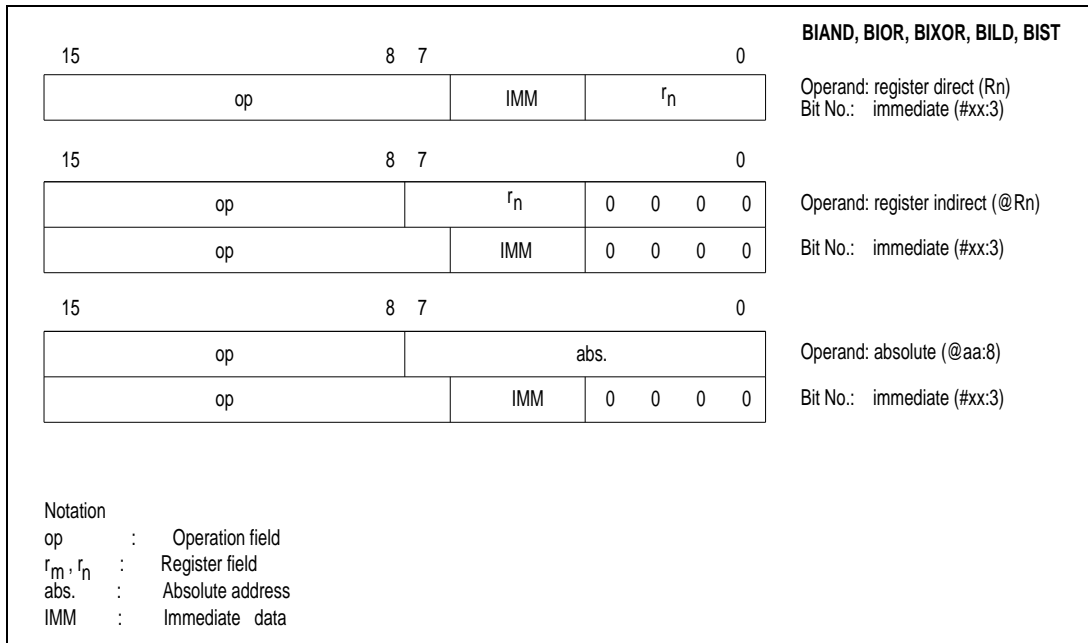 BIAND, BIOR, BIXOR, BILD, BIST
15 8 7 0
op IMM rn
Operand: register direct (Rn)
Bit No.: immediate (#xx:3)
15 8 7 0
op rn 0 0 0 0
Operand: register indirect (@Rn)
op IMM 0 0 0 0
Bit No.: immediate (#xx:3)
15 8 7 0
op abs.
Operand: absolute (@aa:8)
op IMM 0 0 0 0
Bit No.: immediate (#xx:3)
Notation
op : Operation field
rm , rn : Register field
abs. : Absolute address
IMM : Immediate data